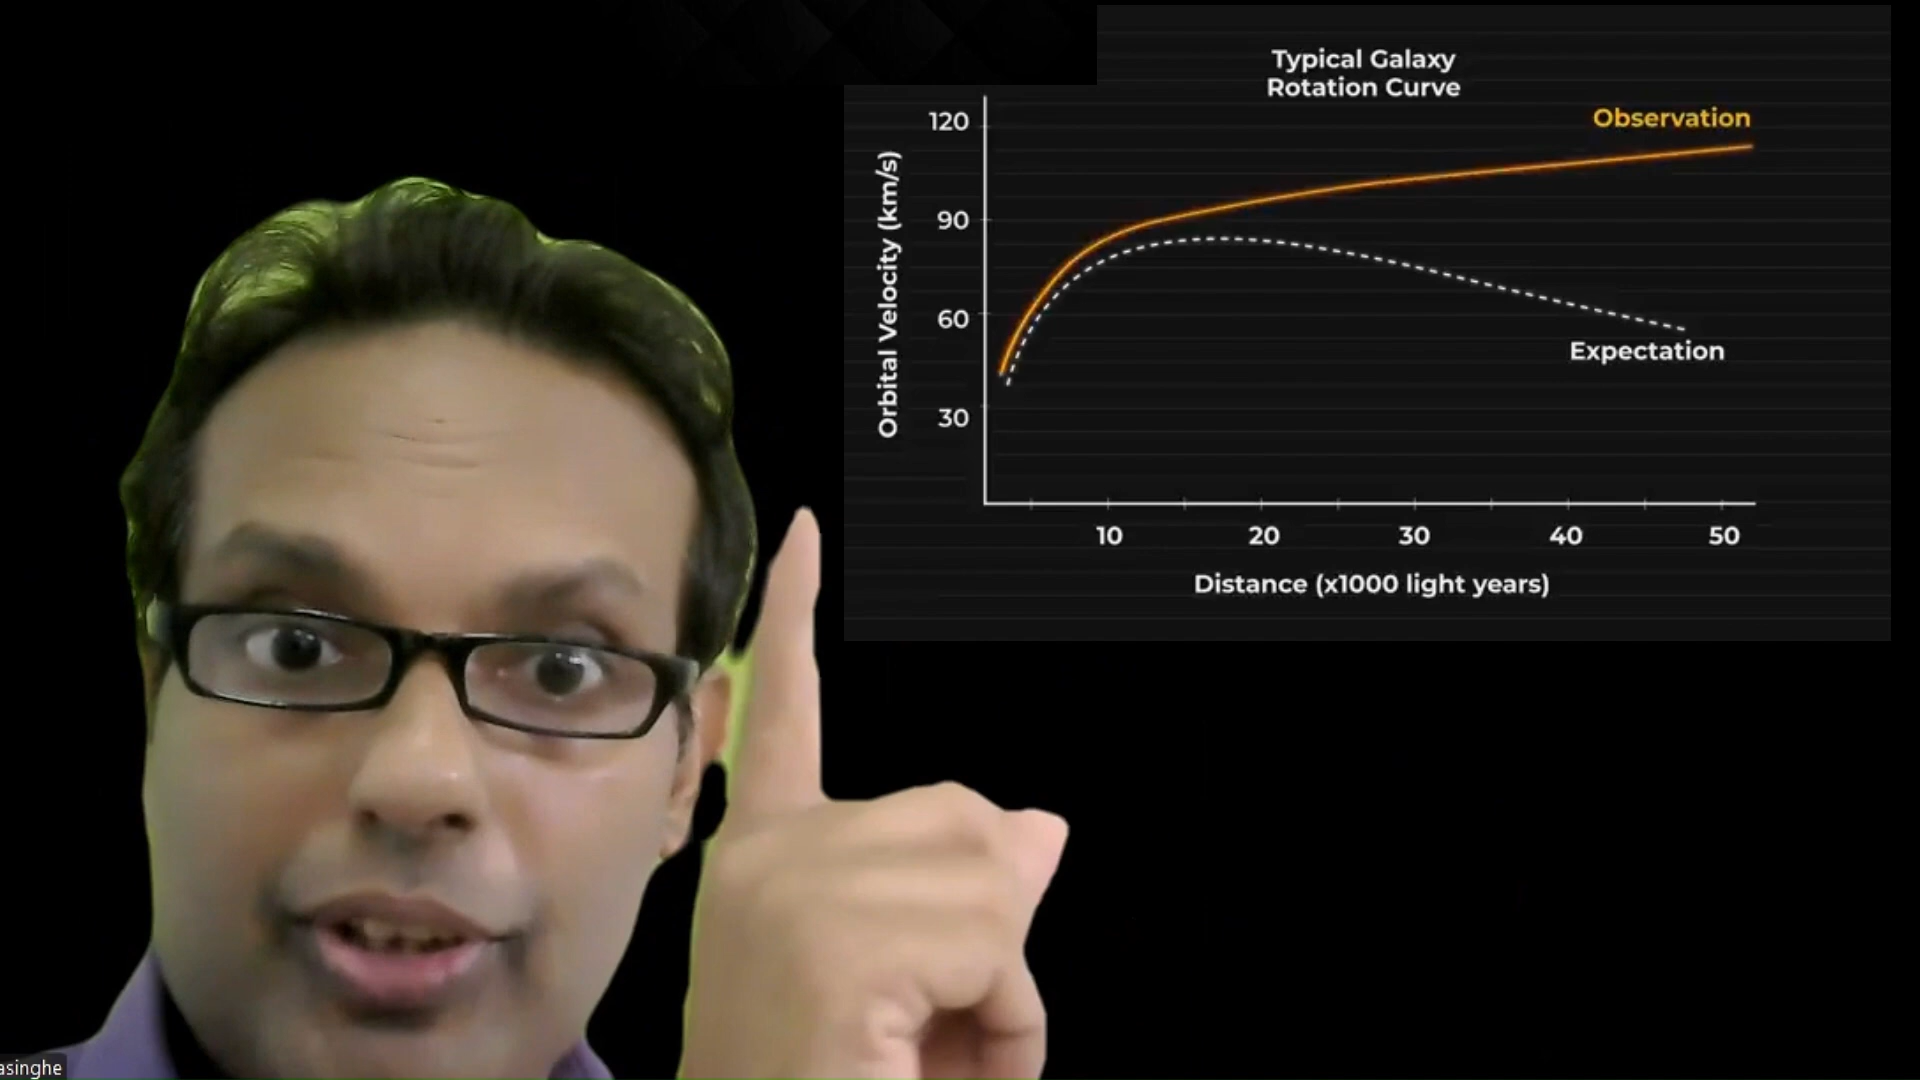 Typical Galaxy
Rotation Curve
Observation
120
90
60
30
Orbital Velocity (km/s)
Expectation
10 20 30 40 50
Distance (x1000 light years)
asinghe